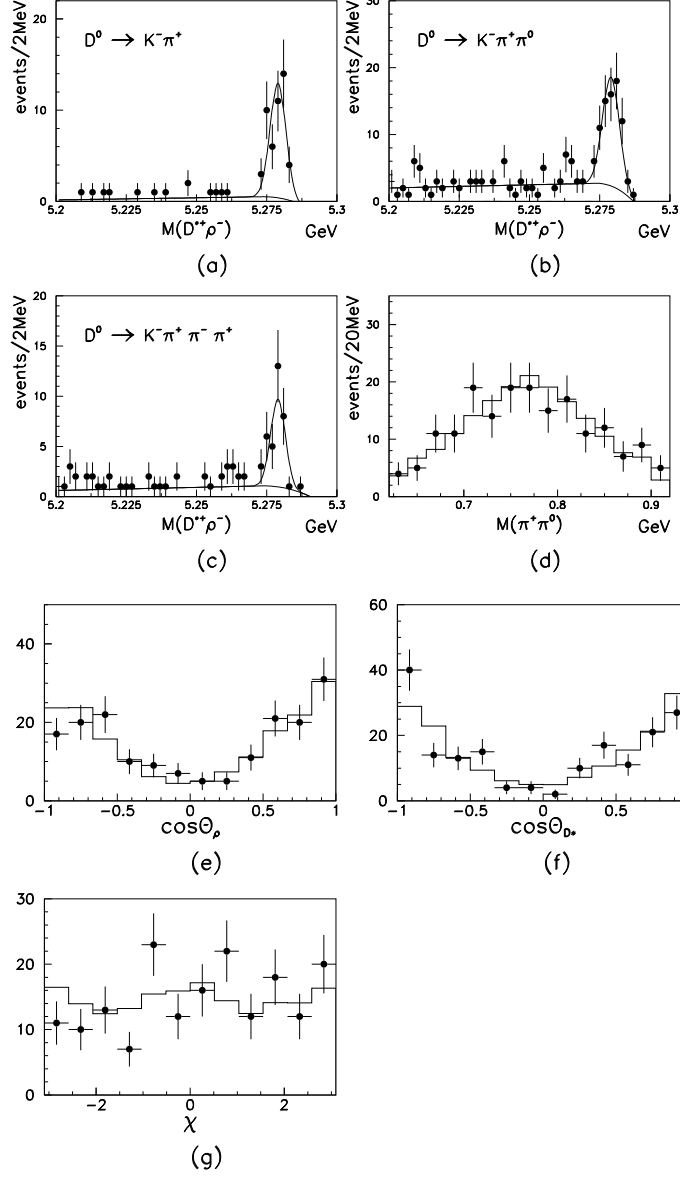 events/2MeV
D⁰ → K⁻π⁺
20
10
0
5.2
5.225
5.25
5.275
5.3
M(D*⁺ρ⁻)
GeV
(a)
events/2MeV
D⁰ → K⁻π⁺π⁰
30
20
10
0
5.2
5.225
5.25
5.275
5.3
M(D*⁺ρ⁻)
GeV
(b)
events/2MeV
D⁰ → K⁻π⁺ π⁻ π⁺
20
15
10
5
0
5.2
5.225
5.25
5.275
5.3
M(D*⁺ρ⁻)
GeV
(c)
events/20MeV
30
20
10
0
0.7
0.8
0.9
M(π⁺π⁰)
GeV
(d)
40
20
0
−1
−0.5
0
0.5
1
cosΘρ
(e)
60
40
20
0
−1
−0.5
0
0.5
cosΘD*
(f)
30
20
10
0
−2
0
2
χ
(g)